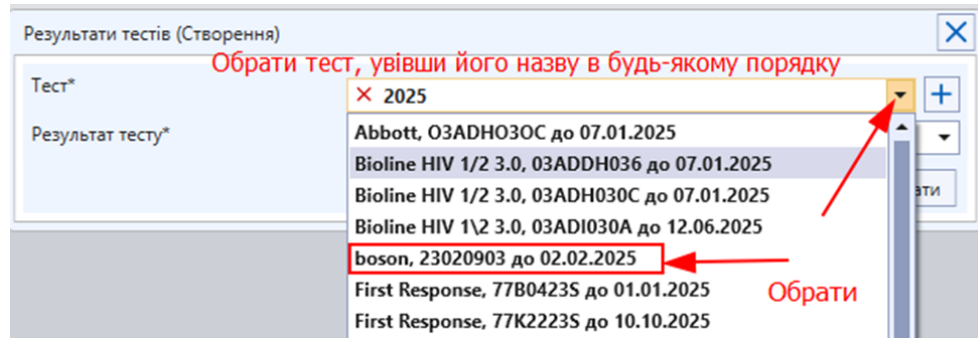 Результати тестів (Створення)
Обрати тест, увівши його назву в будь-якому порядку
Тест*
2025
Результат тесту*
Abbott, O3ADHO3OC до 07.01.2025
Bioline HIV 1/2 3.0, 03ADDH036 до 07.01.2025
Bioline HIV 1/2 3.0, 03ADH030C до 07.01.2025
ати
Bioline HIV 1\2 3.0, 03ADI030A до 12.06.2025
boson, 23020903 до 02.02.2025
First Response, 77B0423S до 01.01.2025
Обрати
First Response, 77K2223S до 10.10.2025